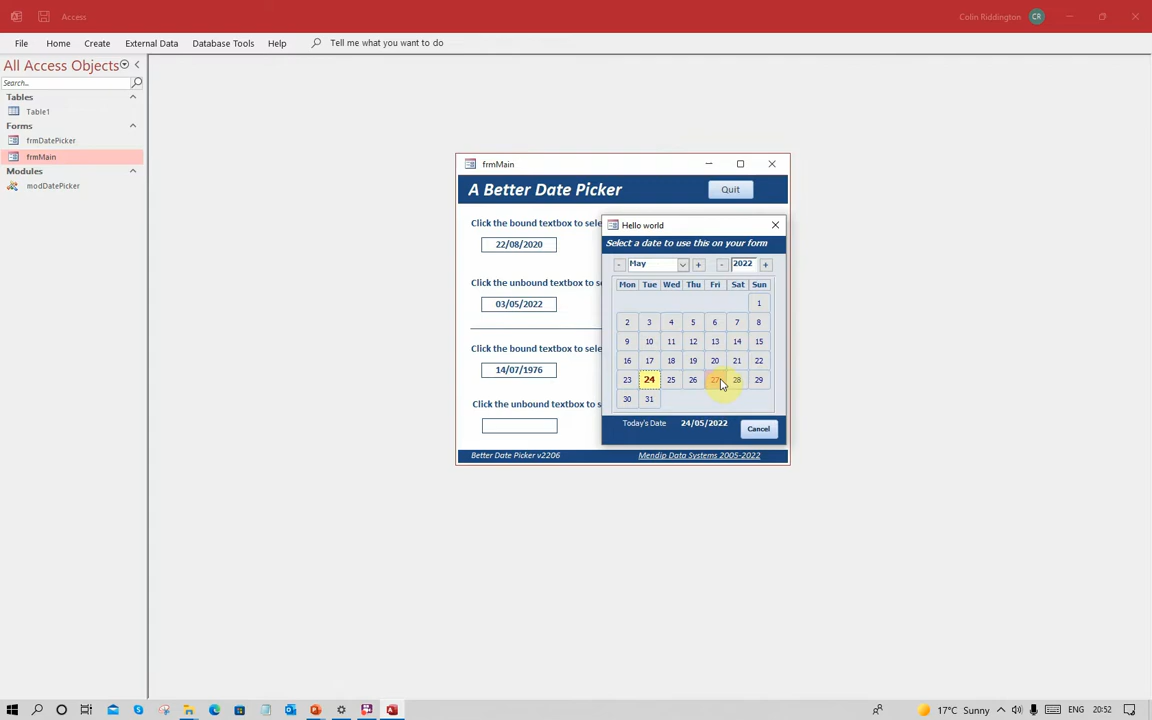 Access
Colin Riddington CR
File Home Create External Data Database Tools Help Tell me what you want to do
All Access Objects
Search...
Tables
Table1
Forms
frmDatePicker
frmMain
Modules
modDatePicker
frmMain
A Better Date Picker
Quit
Click the bound textbox to sele
22/08/2020
Click the unbound textbox to s
03/05/2022
Click the bound textbox to sele
14/07/1976
Click the unbound textbox to s
Better Date Picker v2206 Mendip Data Systems 2005-2022
Hello world
Select a date to use this on your form
- May + - 2022 +
Mon Tue Wed Thu Fri Sat Sun
1
2 3 4 5 6 7 8
9 10 11 12 13 14 15
16 17 18 19 20 21 22
23 24 25 26 27 28 29
30 31
Today's Date 24/05/2022 Cancel
17°C Sunny ENG 20:52